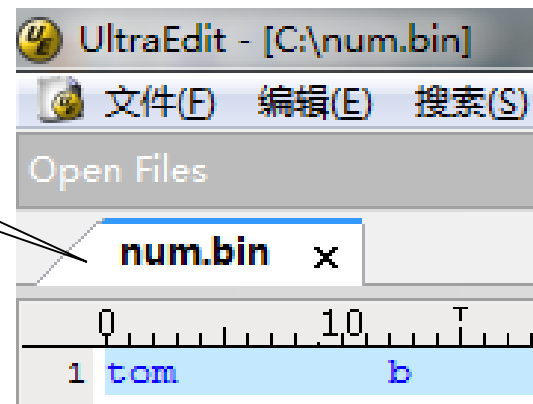 UltraEdit - [C:\num.bin]
文件(F) 编辑(E) 搜索(S)
Open Files
num.bin x
0 10
1 tom b